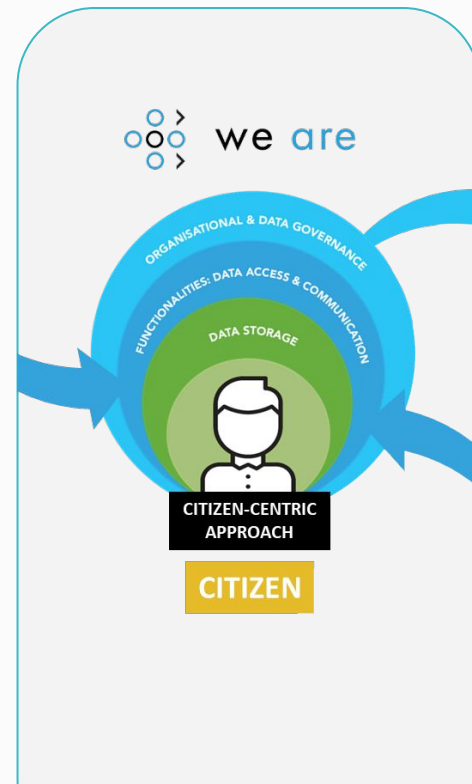 we are
ORGANISATIONAL & DATA GOVERNANCE
FUNCTIONALITIES: DATA ACCESS & COMMUNICATION
DATA STORAGE
CITIZEN-CENTRIC
APPROACH
CITIZEN